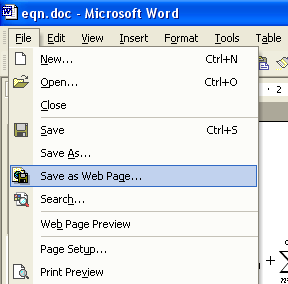 eqn.doc - Microsoft Word
File Edit View Insert Format Tools Table
New... Ctrl+N
Open... Ctrl+O
Close
Save Ctrl+S
Save As...
Save as Web Page...
Search...
Web Page Preview
Page Setup...
Print Preview
· 2
+ ∑